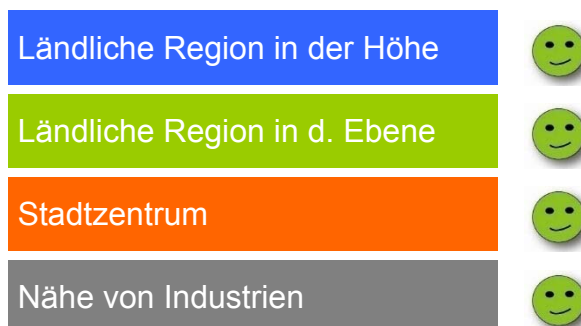 Ländliche Region in der Höhe
Ländliche Region in d. Ebene
Stadtzentrum
Nähe von Industrien